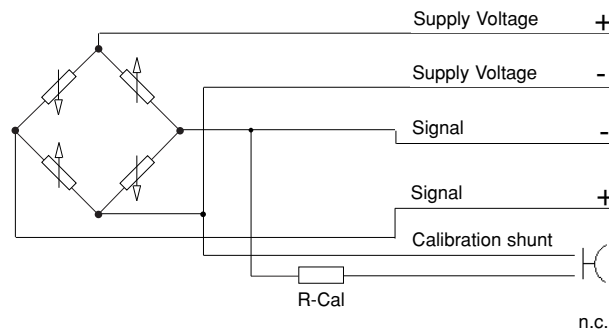 Supply Voltage +
Supply Voltage -
Signal -
Signal +
Calibration shunt
R-Cal
n.c.